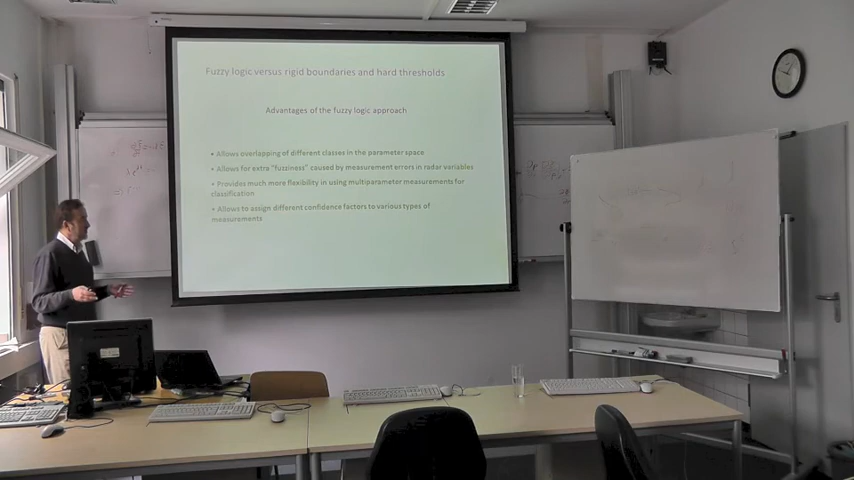 Fuzzy logic versus rigid boundaries and hard thresholds
Advantages of the fuzzy logic approach
• Allows overlapping of different classes in the parameter space
• Allows for extra "fuzziness" caused by measurement errors in radar variables
• Provides much more flexibility in using multiparameter measurements for
classification
• Allows to assign different confidence factors to various types of
measurements